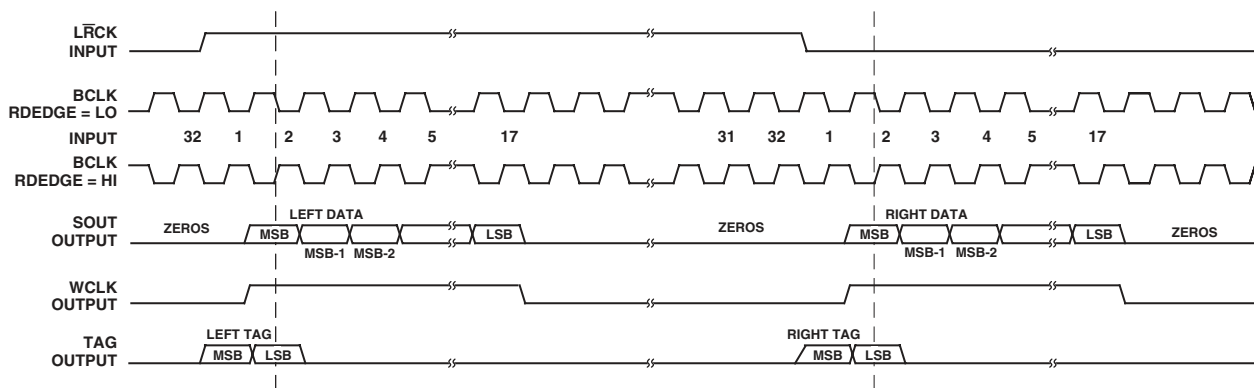 LR̅CK
INPUT
BCLK
RDEDGE = LO
INPUT 32 1 2 3 4 5 17 31 32 1 2 3 4 5 17
BCLK
RDEDGE = HI
LEFT DATA RIGHT DATA
SOUT
OUTPUT
ZEROS MSB LSB ZEROS MSB LSB ZEROS
MSB-1 MSB-2 MSB-1 MSB-2
WCLK
OUTPUT
LEFT TAG RIGHT TAG
TAG
OUTPUT
MSB LSB MSB LSB